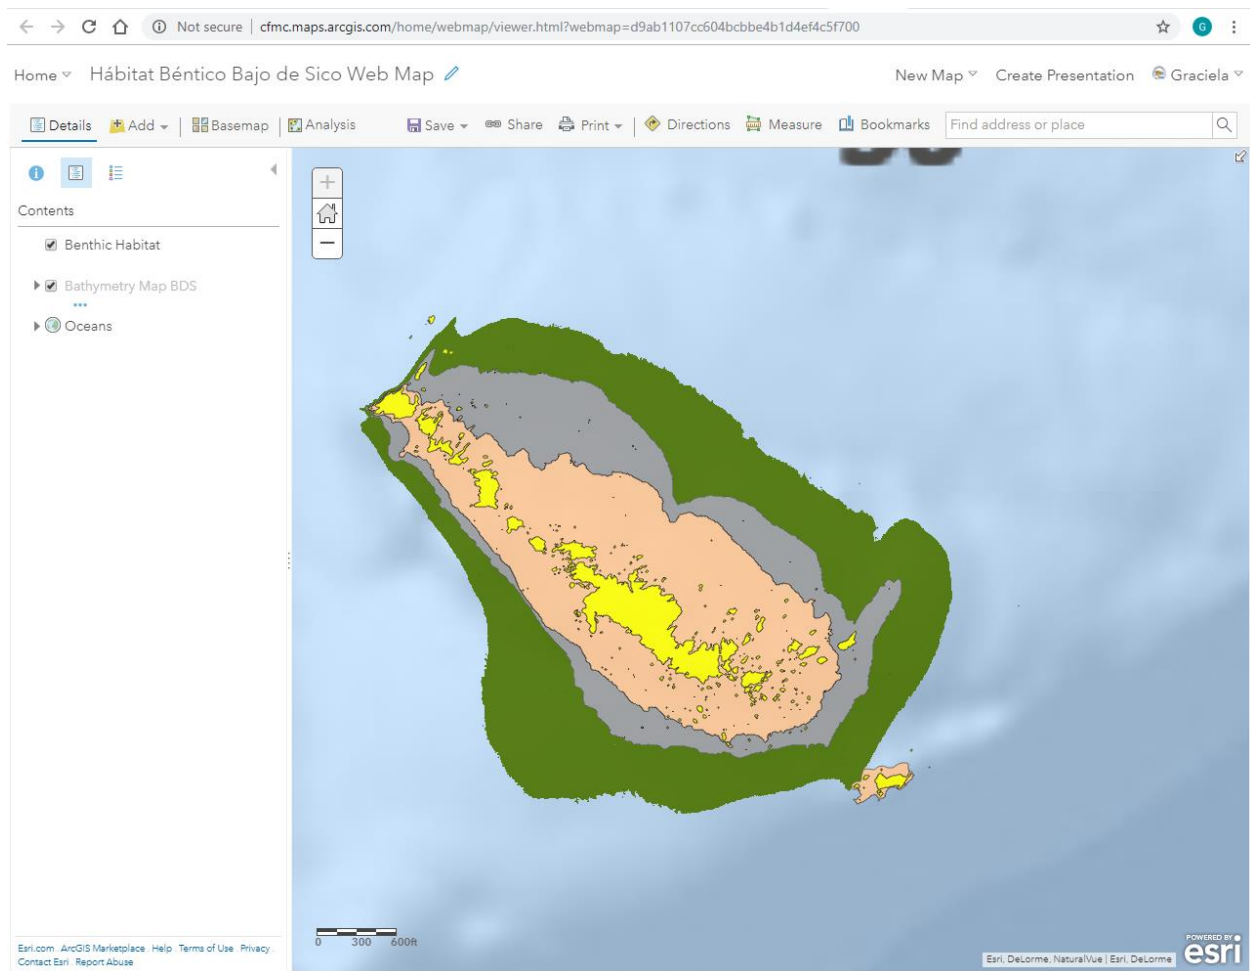 Not secure | cfmc.maps.arcgis.com/home/webmap/viewer.html?webmap=d9ab1107cc604bcbbe4b1d4ef4c5f700
G
Home Hábitat Béntico Bajo de Sico Web Map New Map Create Presentation Graciela
Details Add Basemap Analysis Save Share Print Directions Measure Bookmarks Find address or place
Contents
Benthic Habitat
Bathymetry Map BDS
Oceans
0 300 600ft
Esri.com . ArcGIS Marketplace . Help . Terms of Use . Privacy .
Contact Esri . Report Abuse
Esri, DeLorme, NaturalVue | Esri, DeLorme
POWERED BY
esri